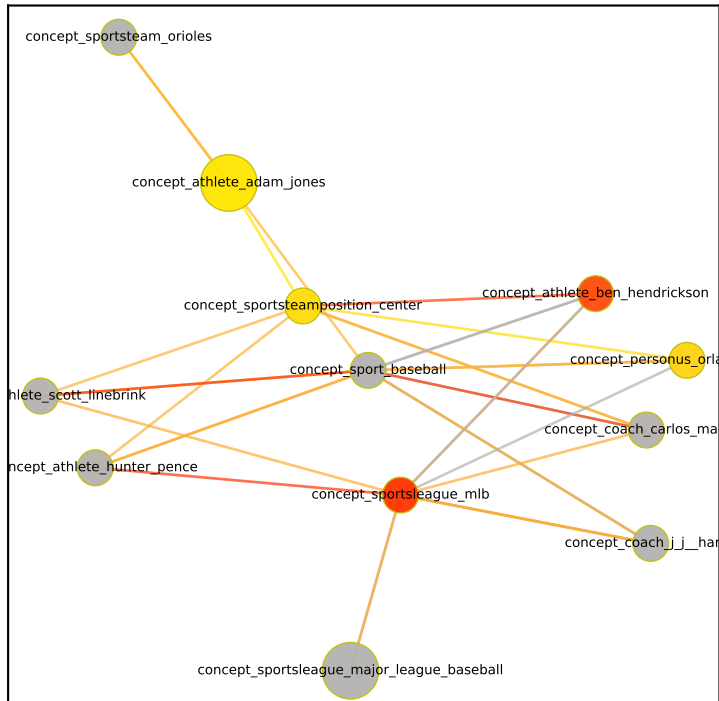 concept_sportsteam_orioles
concept_athlete_adam_jones
concept_athlete_ben_hendrickson
concept_sportsteamposition_center
concept_personus_orla
concept_sport_baseball
hlete_scott_linebrink
concept_coach_carlos_ma
ncept_athlete_hunter_pence
concept_sportsleague_mlb
concept_coach_j_j__har
concept_sportsleague_major_league_baseball